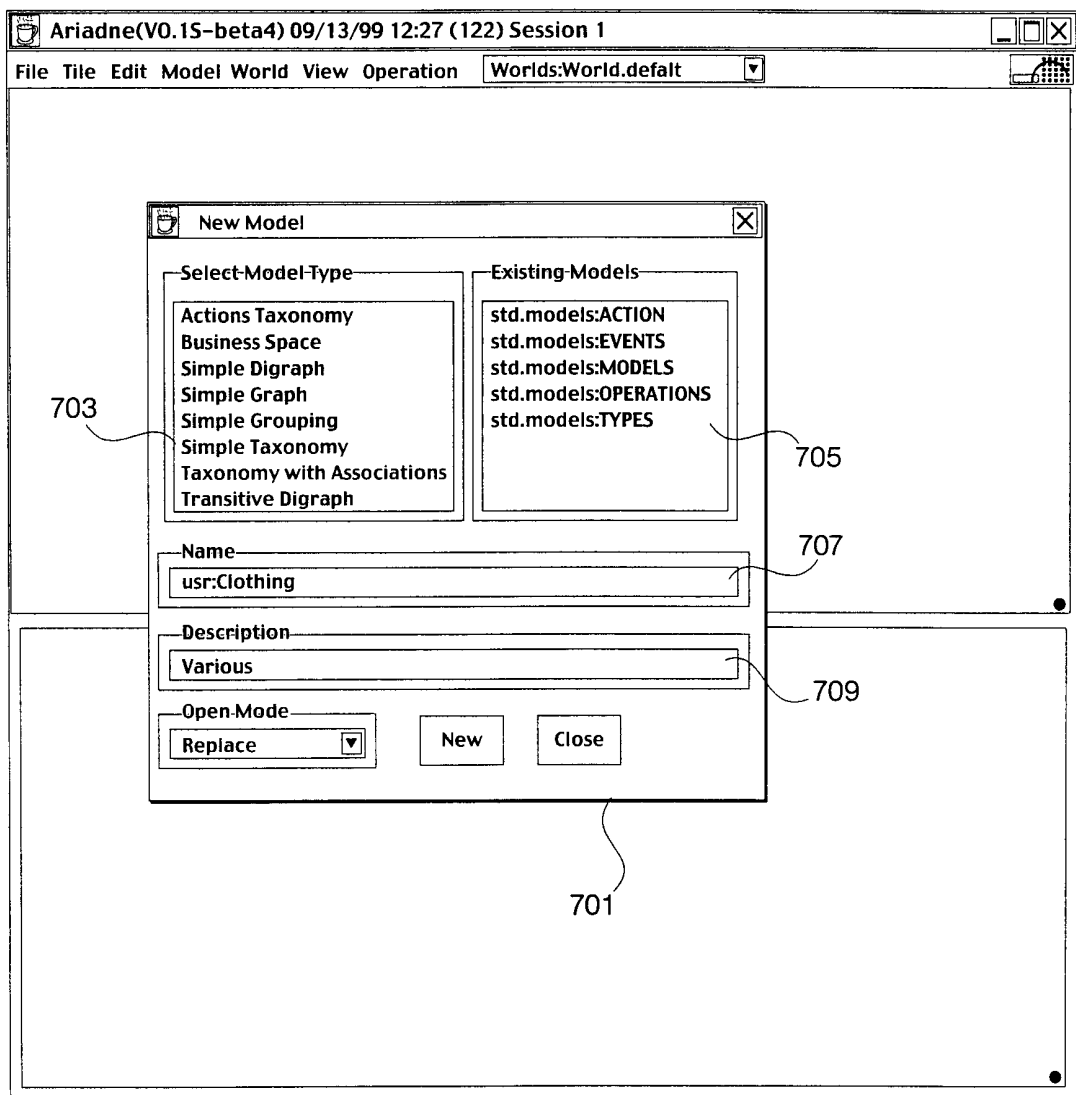 Ariadne(V0.1S-beta4) 09/13/99 12:27 (122) Session 1
File Tile Edit Model World View Operation Worlds:World.defalt
New Model
Select Model Type
Actions Taxonomy
Business Space
Simple Digraph
Simple Graph
Simple Grouping
Simple Taxonomy
Taxonomy with Associations
Transitive Digraph
Existing Models
std.models:ACTION
std.models:EVENTS
std.models:MODELS
std.models:OPERATIONS
std.models:TYPES
703
705
Name
usr:Clothing
707
Description
Various
709
Open Mode
Replace
New
Close
701